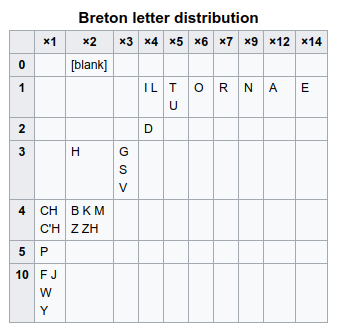 Breton letter distribution
×1 ×2 ×3 ×4 ×5 ×6 ×7 ×9 ×12 ×14
0 [blank]
1 I L T O R N A E
U
2 D
3 H G
S
V
4 CH B K M
C'H Z ZH
5 P
10 F J
W
Y